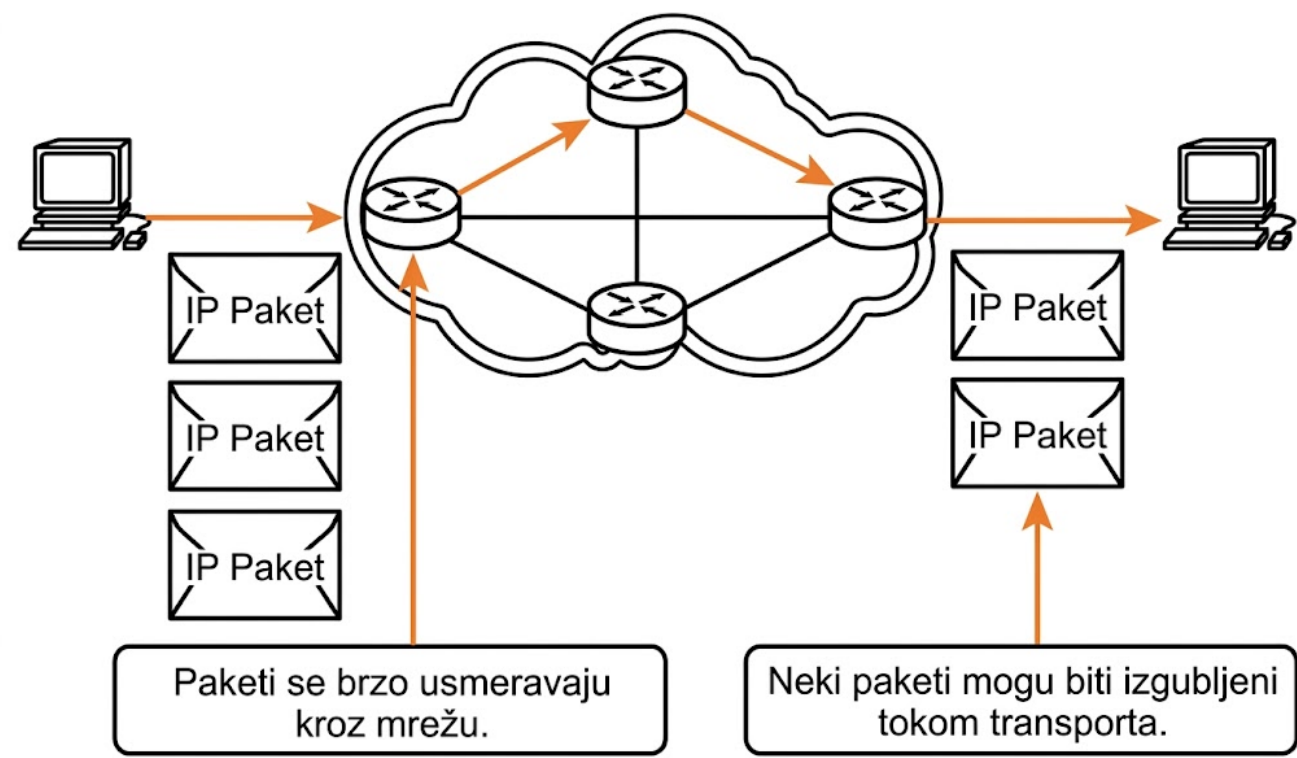 IP Paket
IP Paket
IP Paket
IP Paket
IP Paket
Paketi se brzo usmeravaju
kroz mrežu.
Neki paketi mogu biti izgubljeni
tokom transporta.